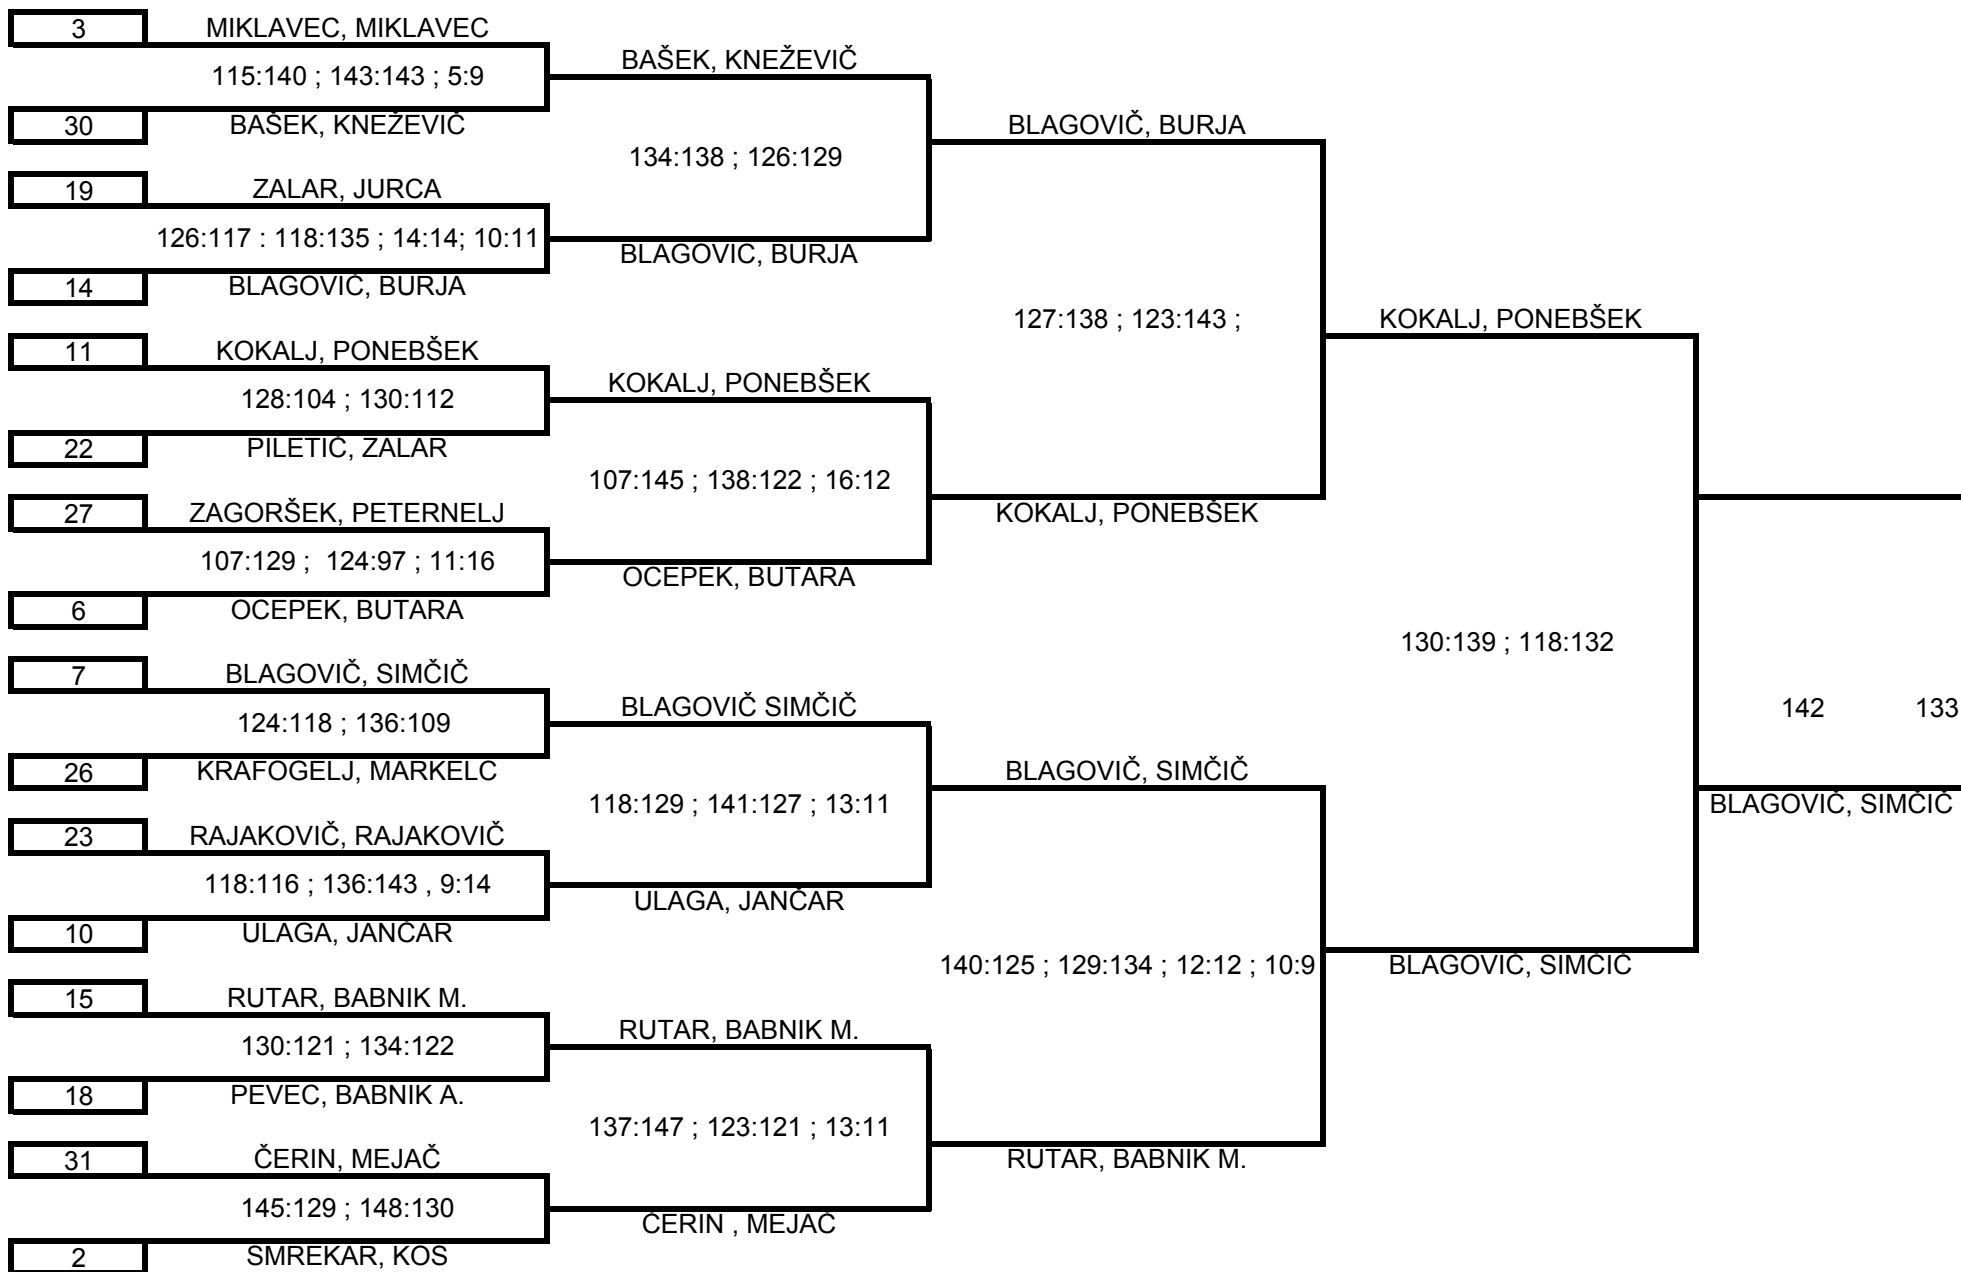 3 MIKLAVEC, MIKLAVEC
BAŠEK, KNEŽEVIČ
115:140 ; 143:143 ; 5:9
30 BAŠEK, KNEŽEVIČ
BLAGOVIČ, BURJA
134:138 ; 126:129
19 ZALAR, JURCA
126:117 : 118:135 ; 14:14; 10:11
BLAGOVIČ, BURJA
14 BLAGOVIČ, BURJA
127:138 ; 123:143 ;
KOKALJ, PONEBŠEK
11 KOKALJ, PONEBŠEK
KOKALJ, PONEBŠEK
128:104 ; 130:112
22 PILETIČ, ZALAR
107:145 ; 138:122 ; 16:12
27 ZAGORŠEK, PETERNELJ
KOKALJ, PONEBŠEK
107:129 ; 124:97 ; 11:16
OCEPEK, BUTARA
6 OCEPEK, BUTARA
130:139 ; 118:132
7 BLAGOVIČ, SIMČIČ
BLAGOVIČ SIMČIČ
142 133
124:118 ; 136:109
26 KRAFOGELJ, MARKELC
BLAGOVIČ, SIMČIČ
118:129 ; 141:127 ; 13:11
BLAGOVIČ, SIMČIČ
23 RAJAKOVIČ, RAJAKOVIČ
118:116 ; 136:143 , 9:14
ULAGA, JANČAR
10 ULAGA, JANČAR
140:125 ; 129:134 ; 12:12 ; 10:9
BLAGOVIČ, SIMČIČ
15 RUTAR, BABNIK M.
RUTAR, BABNIK M.
130:121 ; 134:122
18 PEVEC, BABNIK A.
137:147 ; 123:121 ; 13:11
31 ČERIN, MEJAČ
RUTAR, BABNIK M.
145:129 ; 148:130
ČERIN , MEJAČ
2 SMREKAR, KOS